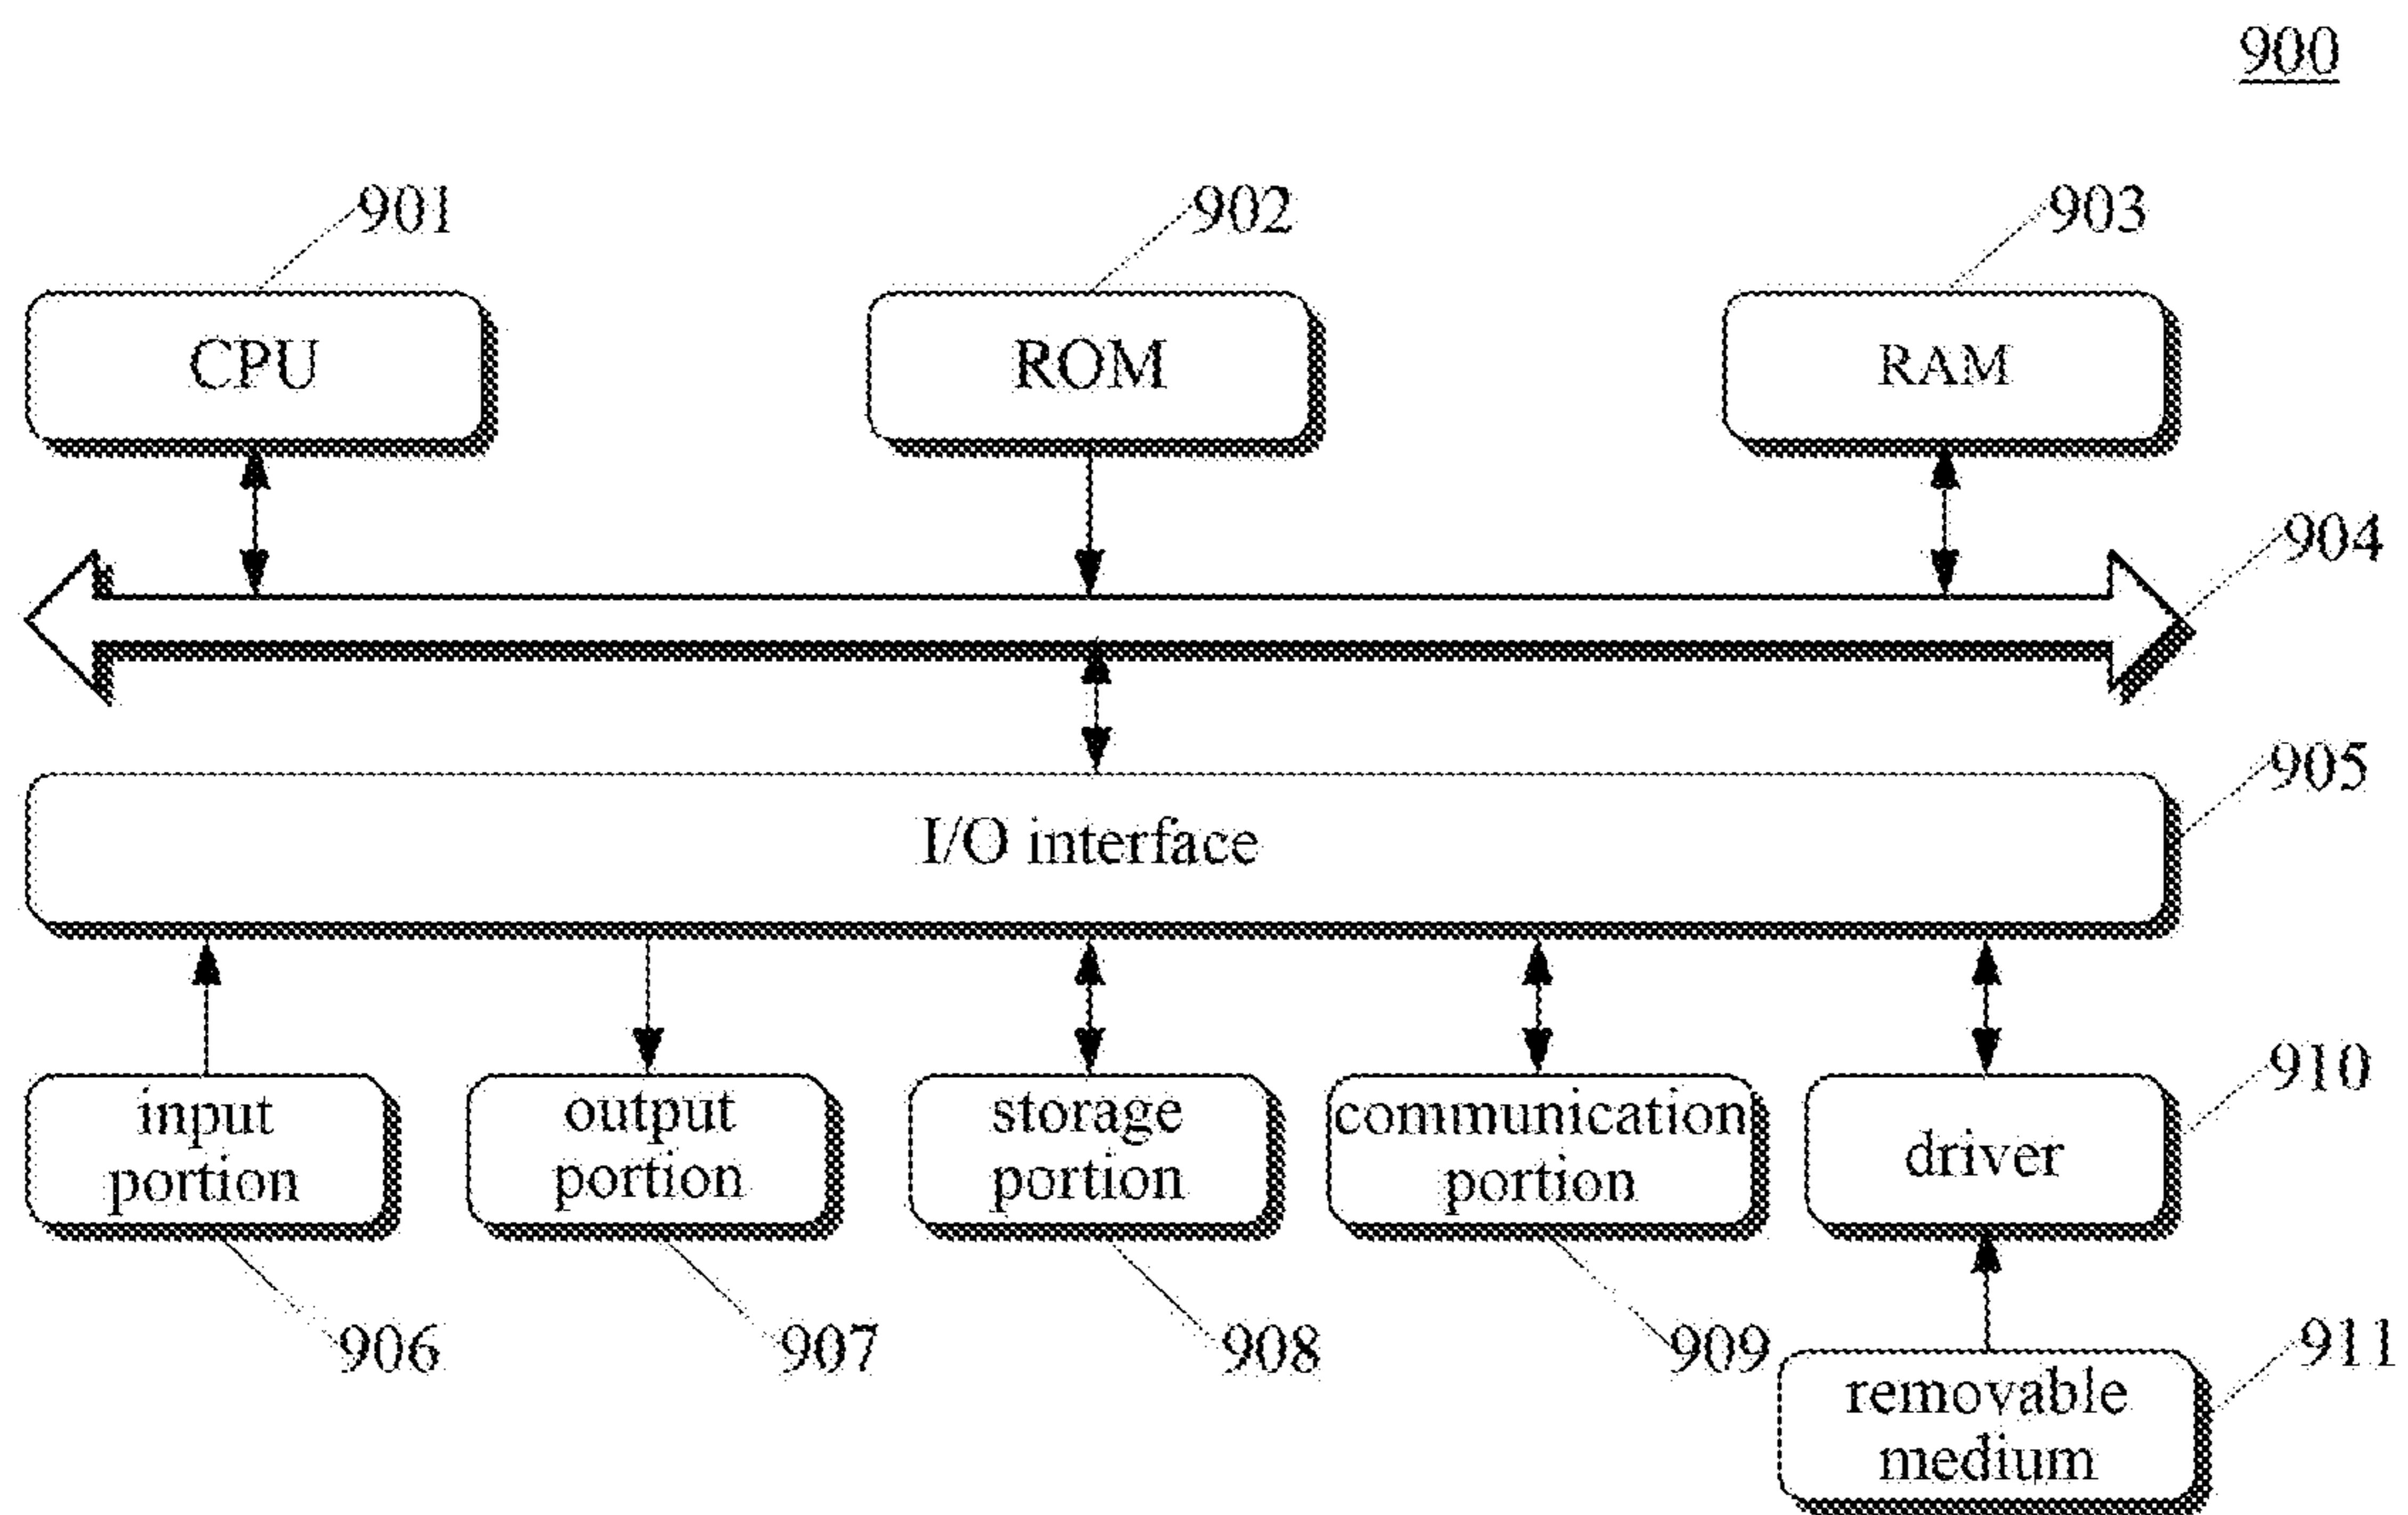 900
901
902
903
CPU
ROM
RAM
904
905
I/O interface
910
input
portion
output
portion
storage
portion
communication
portion
driver
906
907
908
909
911
removable
medium